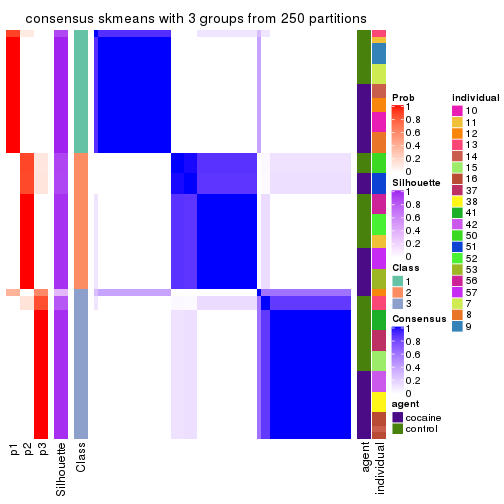 consensus skmeans with 3 groups from 250 partitions
p1
p2
p3
Silhouette
Class
agent
individual
Prob
1
0.8
0.6
0.4
0.2
0
Silhouette
1
0.8
0.6
0.4
0.2
0
Class
1
2
3
Consensus
1
0.8
0.6
0.4
0.2
0
agent
cocaine
control
individual
10
11
12
13
14
15
16
37
38
41
42
50
51
52
53
56
57
7
8
9